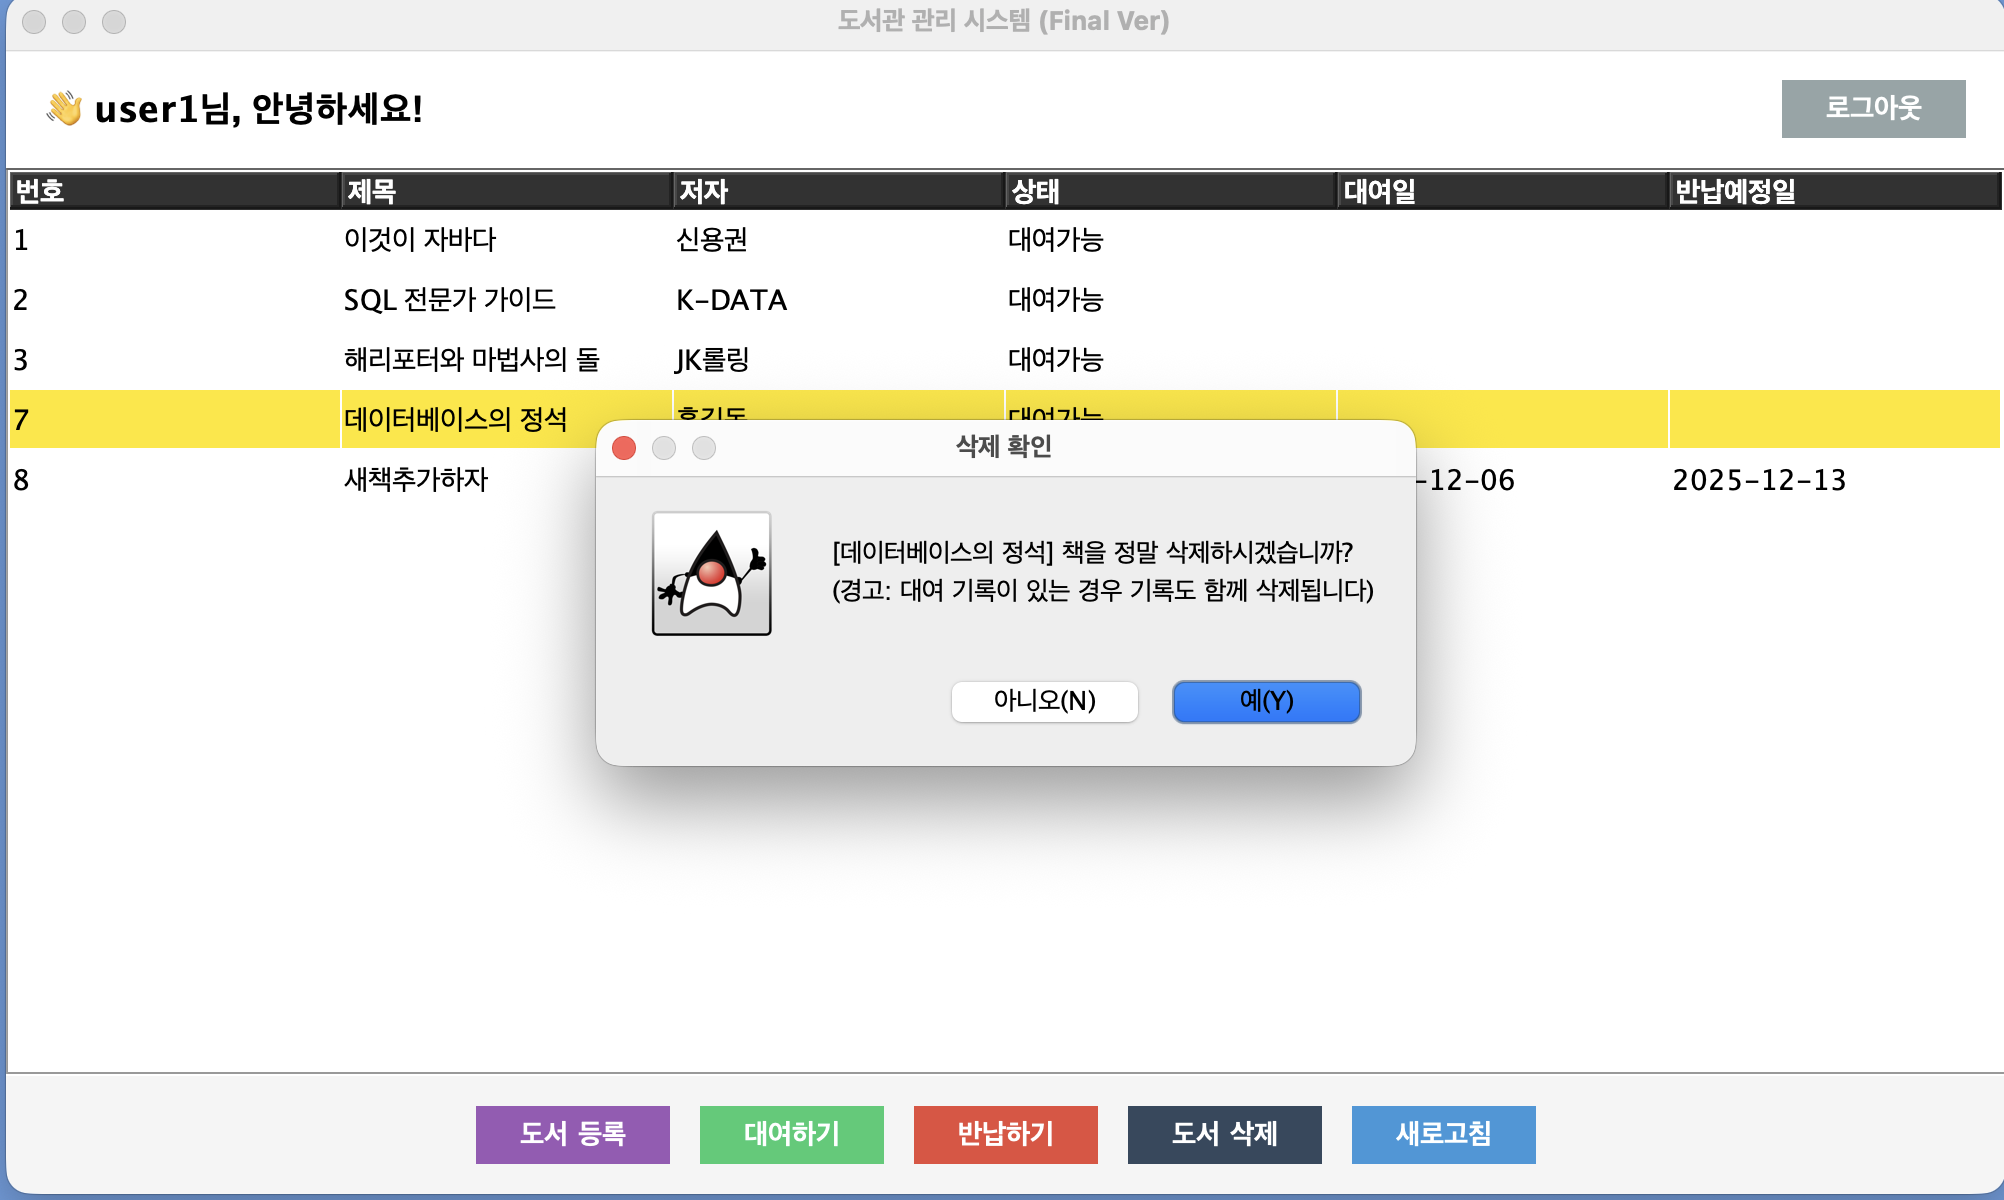 도서관 관리 시스템 (Final Ver)
👋 user1님, 안녕하세요!
로그아웃
번호 제목 저자 상태 대여일 반납예정일
1 이것이 자바다 신용권 대여가능
2 SQL 전문가 가이드 K-DATA 대여가능
3 해리포터와 마법사의 돌 JK롤링 대여가능
7 데이터베이스의 정석 홍길동 대여가능
8 새책추가하자 -12-06 2025-12-13
삭제 확인
[데이터베이스의 정석] 책을 정말 삭제하시겠습니까?
(경고: 대여 기록이 있는 경우 기록도 함께 삭제됩니다)
아니오(N) 예(Y)
도서 등록 대여하기 반납하기 도서 삭제 새로고침